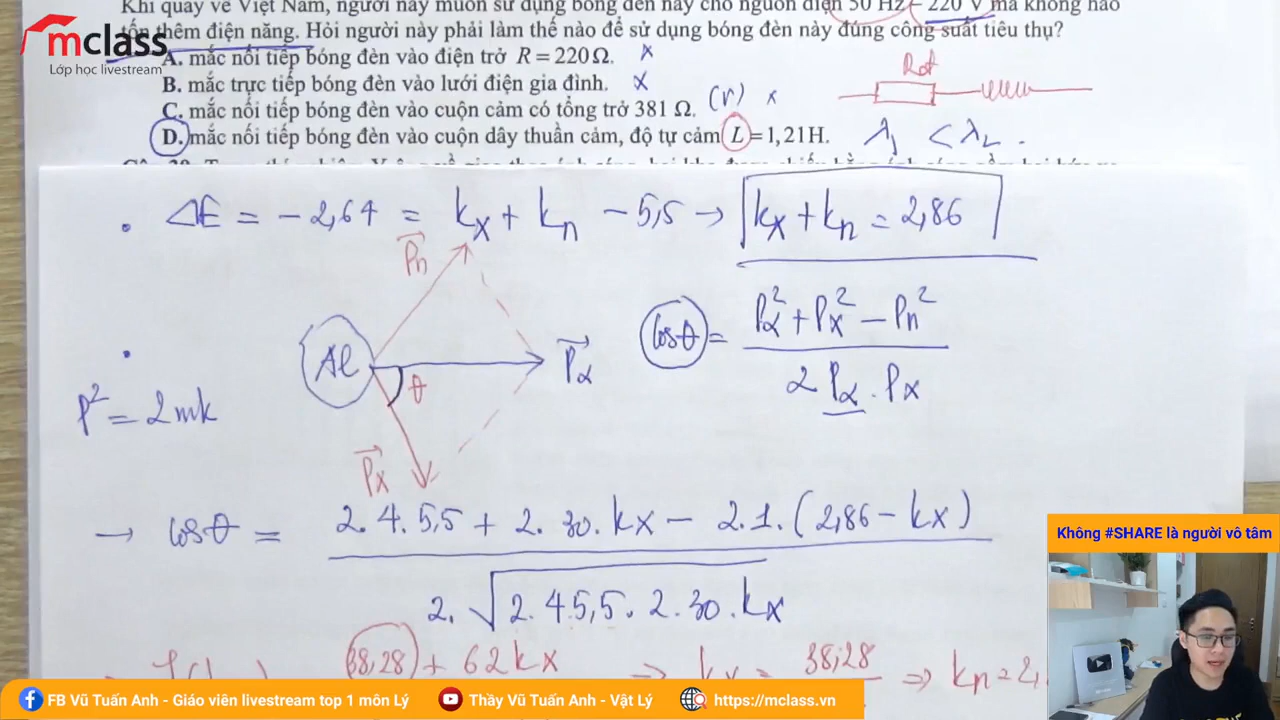 Khi quay về Việt Nam, người này muốn sử dụng bóng đèn này cho nguồn điện 50 Hz – 220 V mà không hao
tốn thêm điện năng. Hỏi người này phải làm thế nào để sử dụng bóng đèn này đúng công suất tiêu thụ?
mclass
Lớp học livestream
A. mắc nối tiếp bóng đèn vào điện trở R = 220 Ω. x
B. mắc trực tiếp bóng đèn vào lưới điện gia đình. x
C. mắc nối tiếp bóng đèn vào cuộn cảm có tổng trở 381 Ω. (r) x
D. mắc nối tiếp bóng đèn vào cuộn dây thuần cảm, độ tự cảm L = 1,21H.
Rđ
λ₁ < λ₂
• ΔE = -2,64 = kx + kn - 5,5 → kx + kn = 2,86
Pn
Al
θ
Pα
Px
cosθ = (Pα² + Px² - Pn²) / (2 Pα . Px)
P² = 2mk
→ cosθ = (2.4.5,5 + 2.30.kx - 2.1.(2,86 - kx)) / (2.√(2.4.5,5.2.30.kx))
38,28 + 62kx
38,28
⇒ kn = 2,
Không #SHARE là người vô tâm
FB Vũ Tuấn Anh - Giáo viên livestream top 1 môn Lý
Thầy Vũ Tuấn Anh - Vật Lý
https://mclass.vn